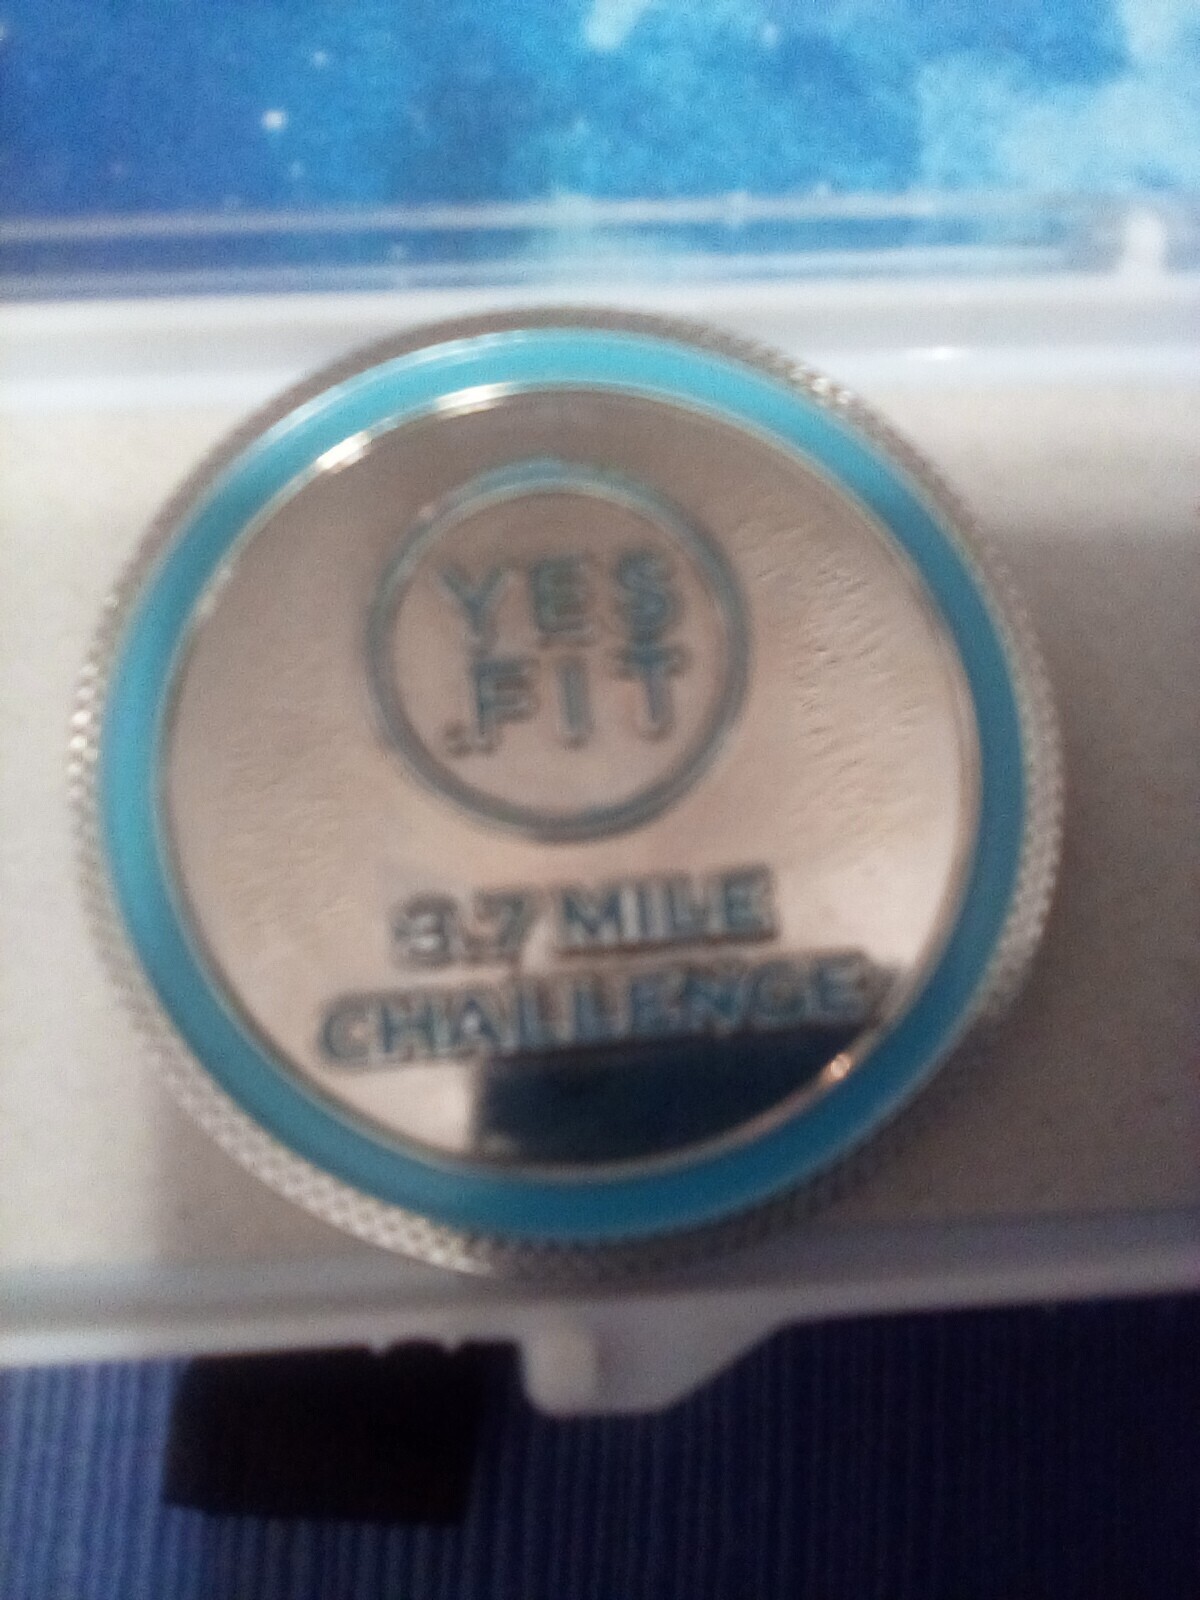 YES
.FIT
3.7 MILE
CHALLENGE